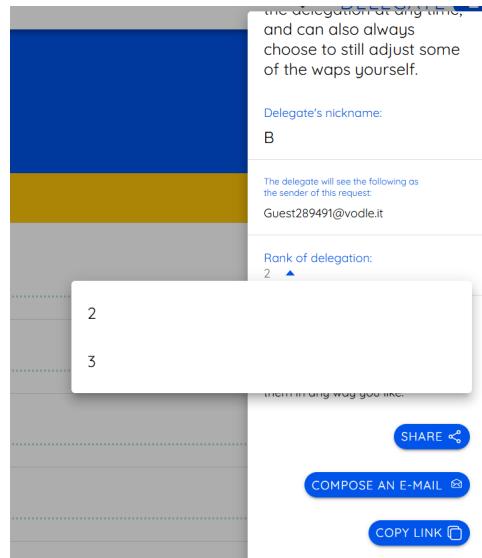 DELEGATE
the delegation at any time,
and can also always
choose to still adjust some
of the waps yourself.
Delegate's nickname:
B
The delegate will see the following as
the sender of this request:
Guest289491@vodle.it
Rank of delegation:
2
2
3
them in any way you like.
SHARE
COMPOSE AN E-MAIL
COPY LINK